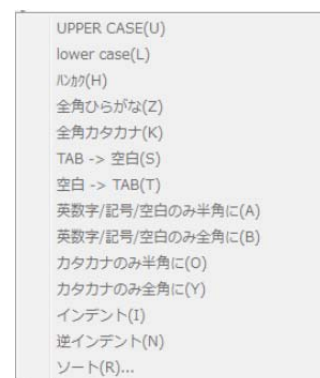 UPPER CASE(U)
lower case(L)
ﾊﾝｶｸ(H)
全角ひらがな(Z)
全角カタカナ(K)
TAB -> 空白(S)
空白 -> TAB(T)
英数字/記号/空白のみ半角に(A)
英数字/記号/空白のみ全角に(B)
カタカナのみ半角に(O)
カタカナのみ全角に(Y)
インデント(I)
逆インデント(N)
ソート(R)...